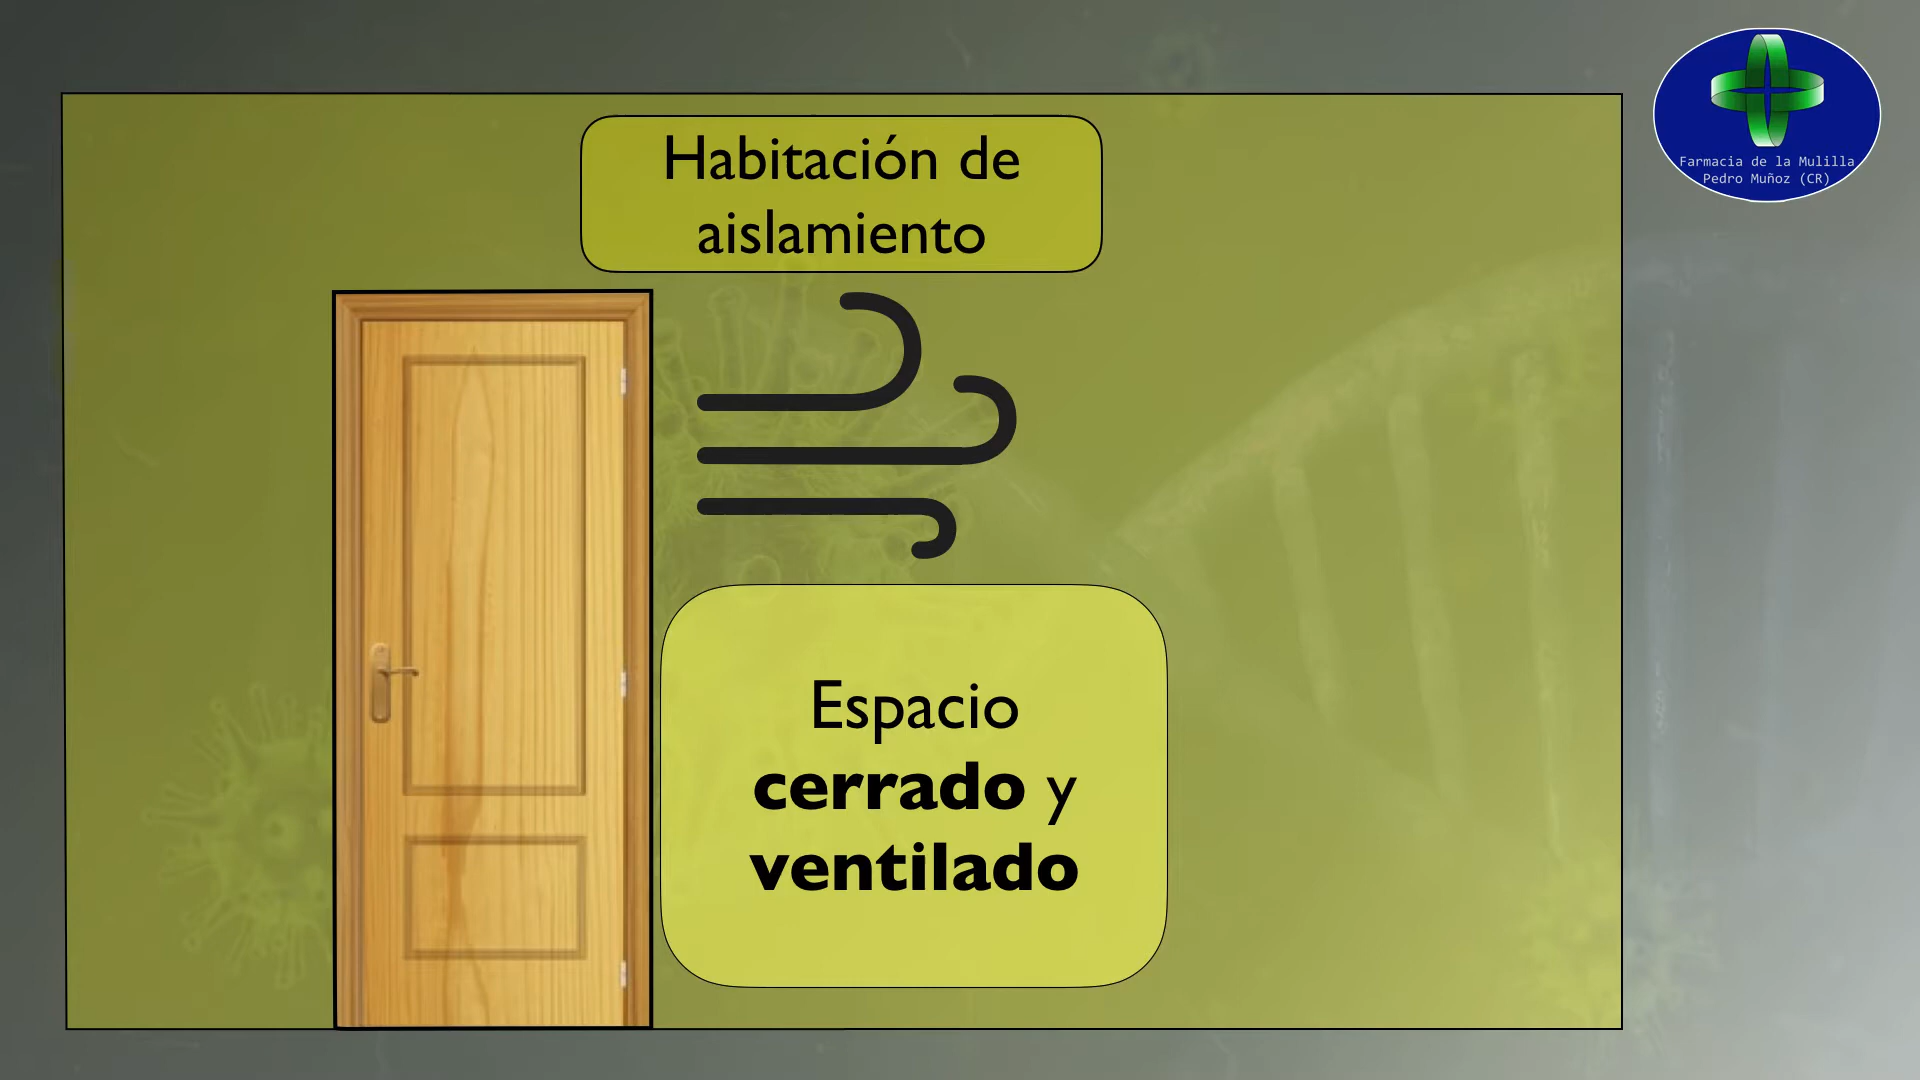 Habitación de
aislamiento
Farmacia de la Mulilla
Pedro Muñoz (CR)
Espacio
cerrado y
ventilado